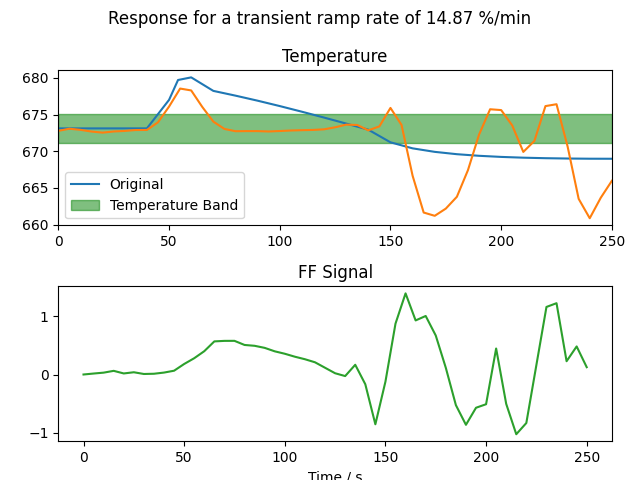 Response for a transient ramp rate of 14.87 %/min
Temperature
680
675
670
665
660
Original
Temperature Band
0 50 100 150 200 250
FF Signal
1
0
−1
0 50 100 150 200 250
Time / s